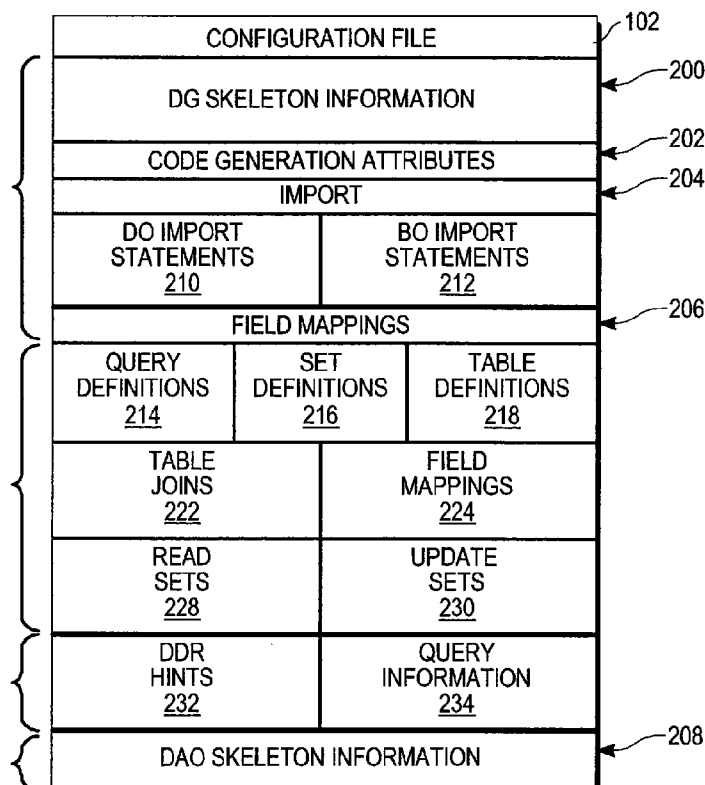 CONFIGURATION FILE
102
DG SKELETON INFORMATION
200
CODE GENERATION ATTRIBUTES
202
IMPORT
204
DO IMPORT
STATEMENTS
210
BO IMPORT
STATEMENTS
212
FIELD MAPPINGS
206
QUERY
DEFINITIONS
214
SET
DEFINITIONS
216
TABLE
DEFINITIONS
218
TABLE
JOINS
222
FIELD
MAPPINGS
224
READ
SETS
228
UPDATE
SETS
230
DDR
HINTS
232
QUERY
INFORMATION
234
DAO SKELETON INFORMATION
208